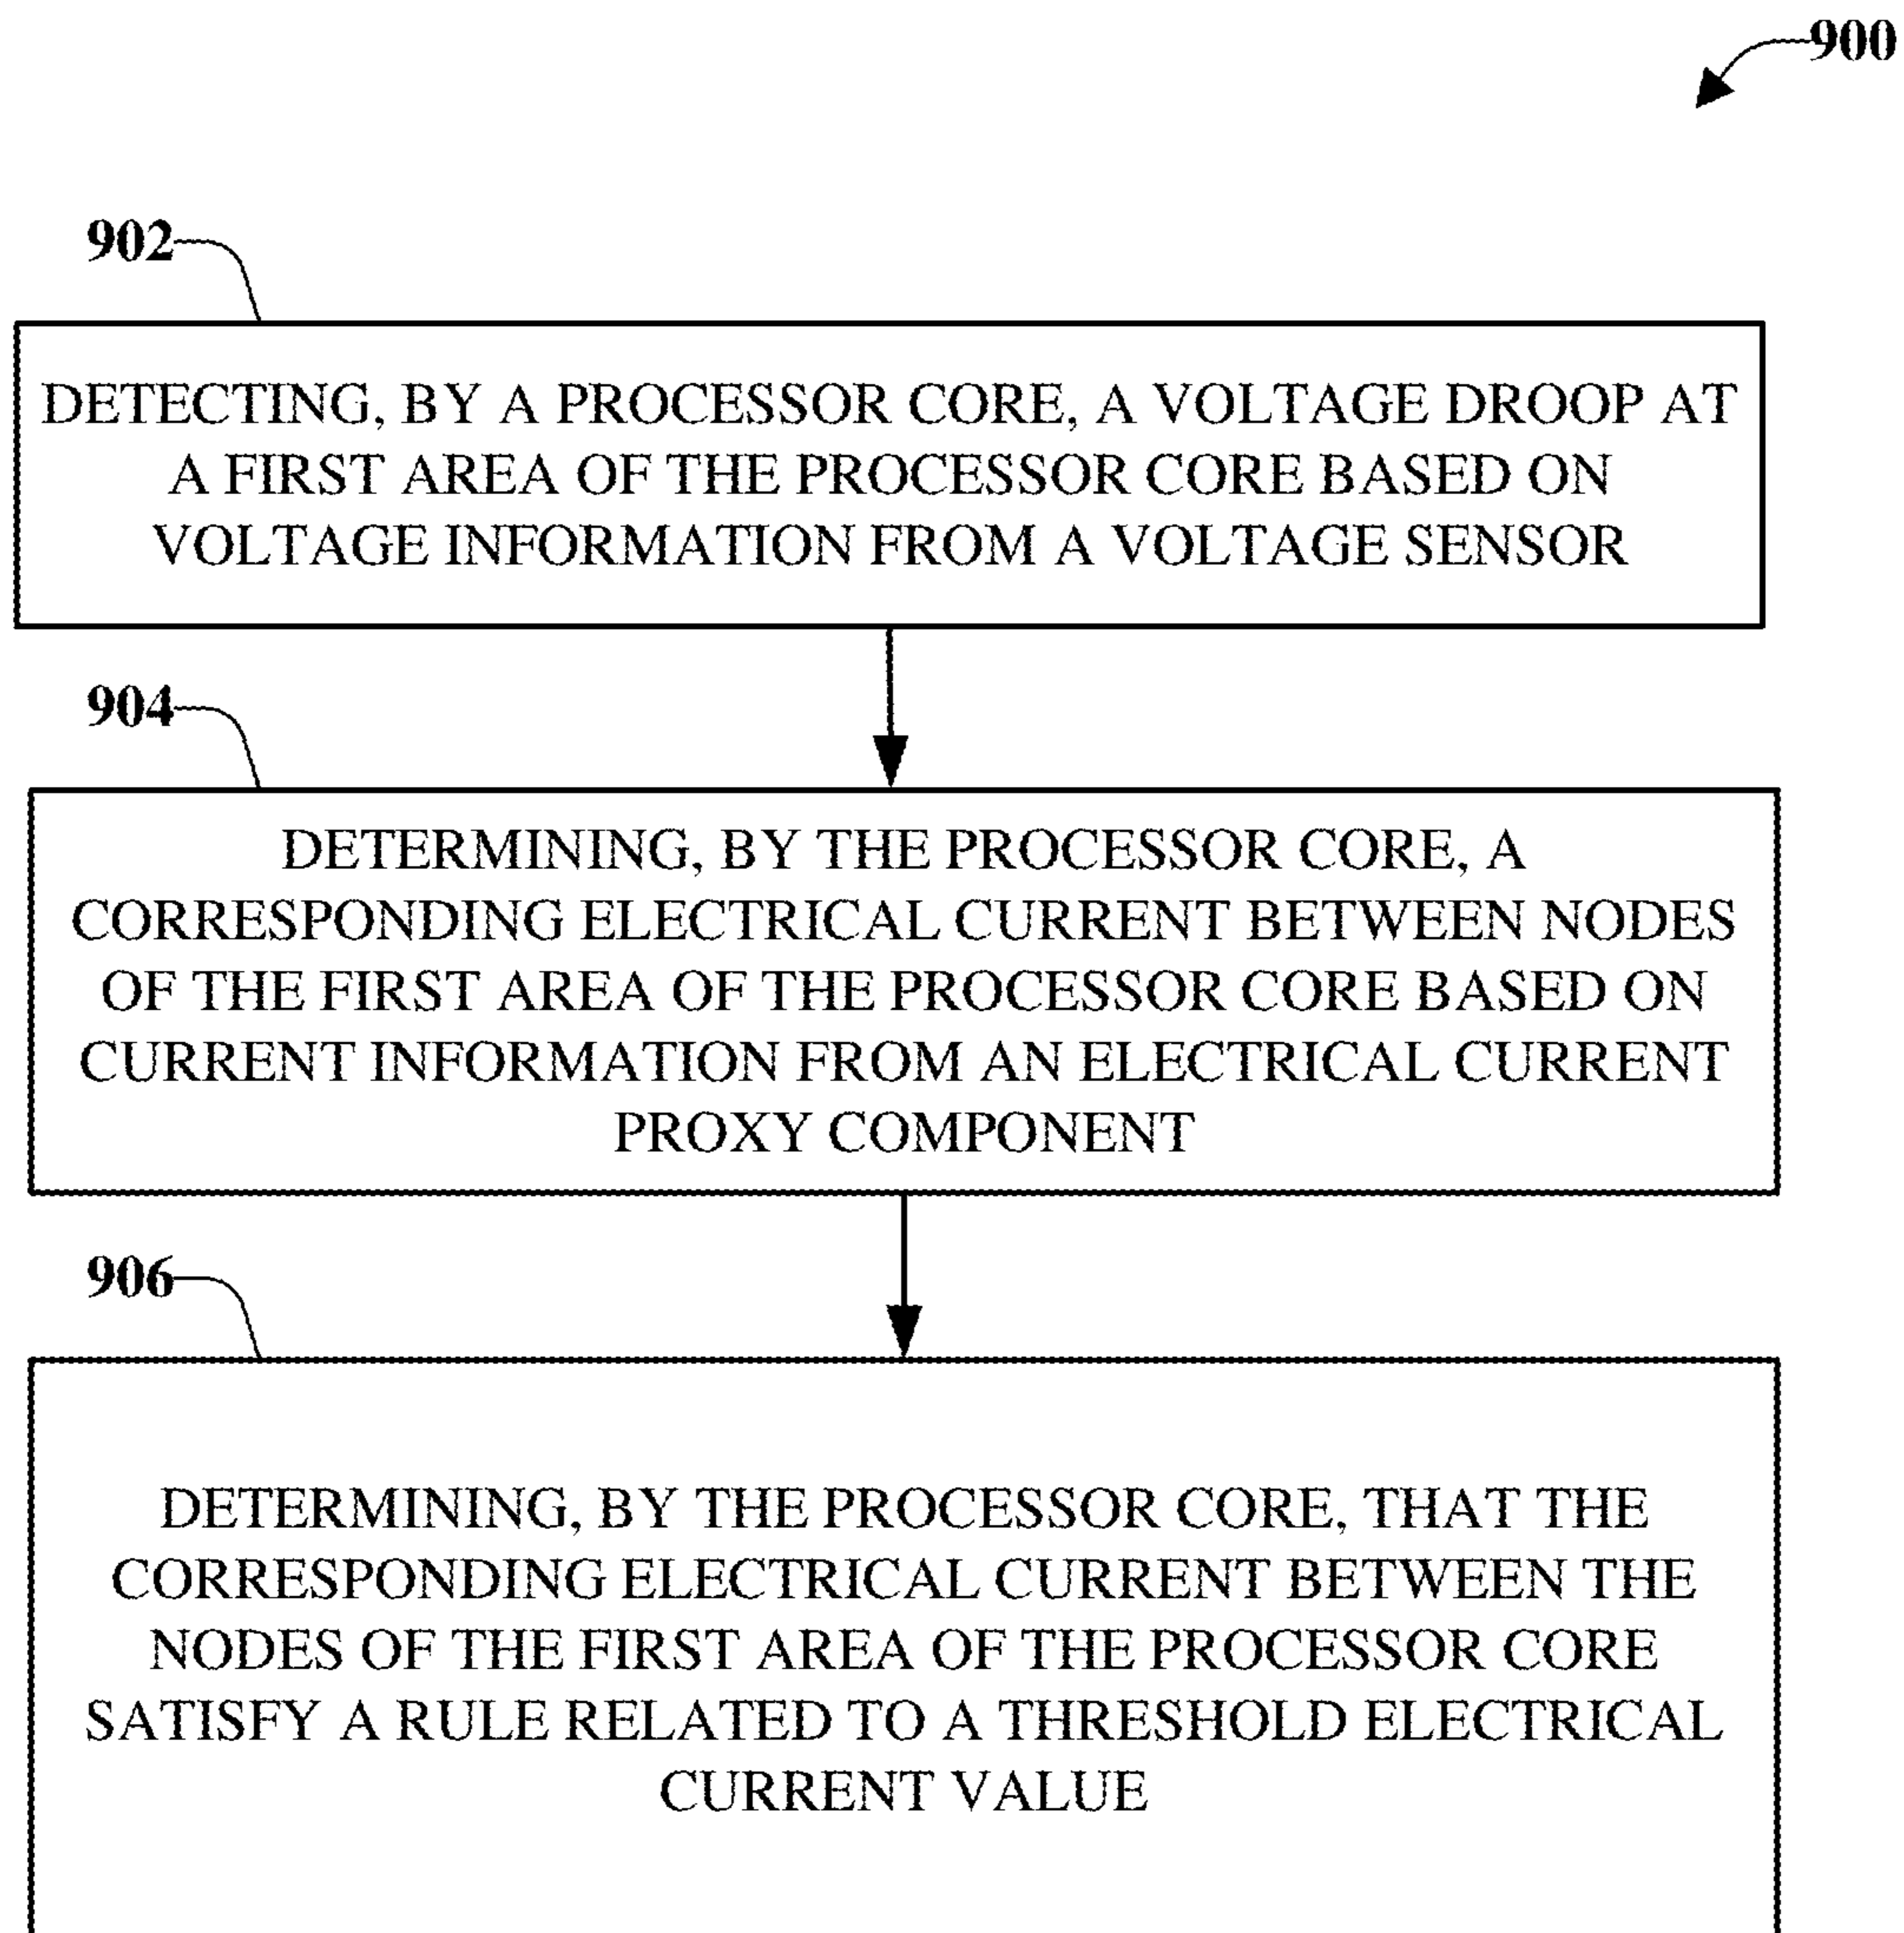 900
902
DETECTING, BY A PROCESSOR CORE, A VOLTAGE DROOP AT
A FIRST AREA OF THE PROCESSOR CORE BASED ON
VOLTAGE INFORMATION FROM A VOLTAGE SENSOR
904
DETERMINING, BY THE PROCESSOR CORE, A
CORRESPONDING ELECTRICAL CURRENT BETWEEN NODES
OF THE FIRST AREA OF THE PROCESSOR CORE BASED ON
CURRENT INFORMATION FROM AN ELECTRICAL CURRENT
PROXY COMPONENT
906
DETERMINING, BY THE PROCESSOR CORE, THAT THE
CORRESPONDING ELECTRICAL CURRENT BETWEEN THE
NODES OF THE FIRST AREA OF THE PROCESSOR CORE
SATISFY A RULE RELATED TO A THRESHOLD ELECTRICAL
CURRENT VALUE